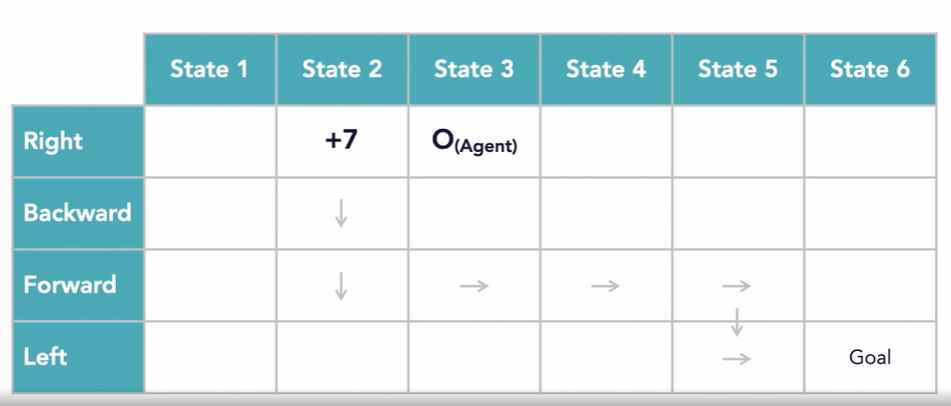 State 1 State 2 State 3 State 4 State 5 State 6
Right +7 O(Agent)
Backward ↓
Forward ↓ → → →
↓
Left → Goal